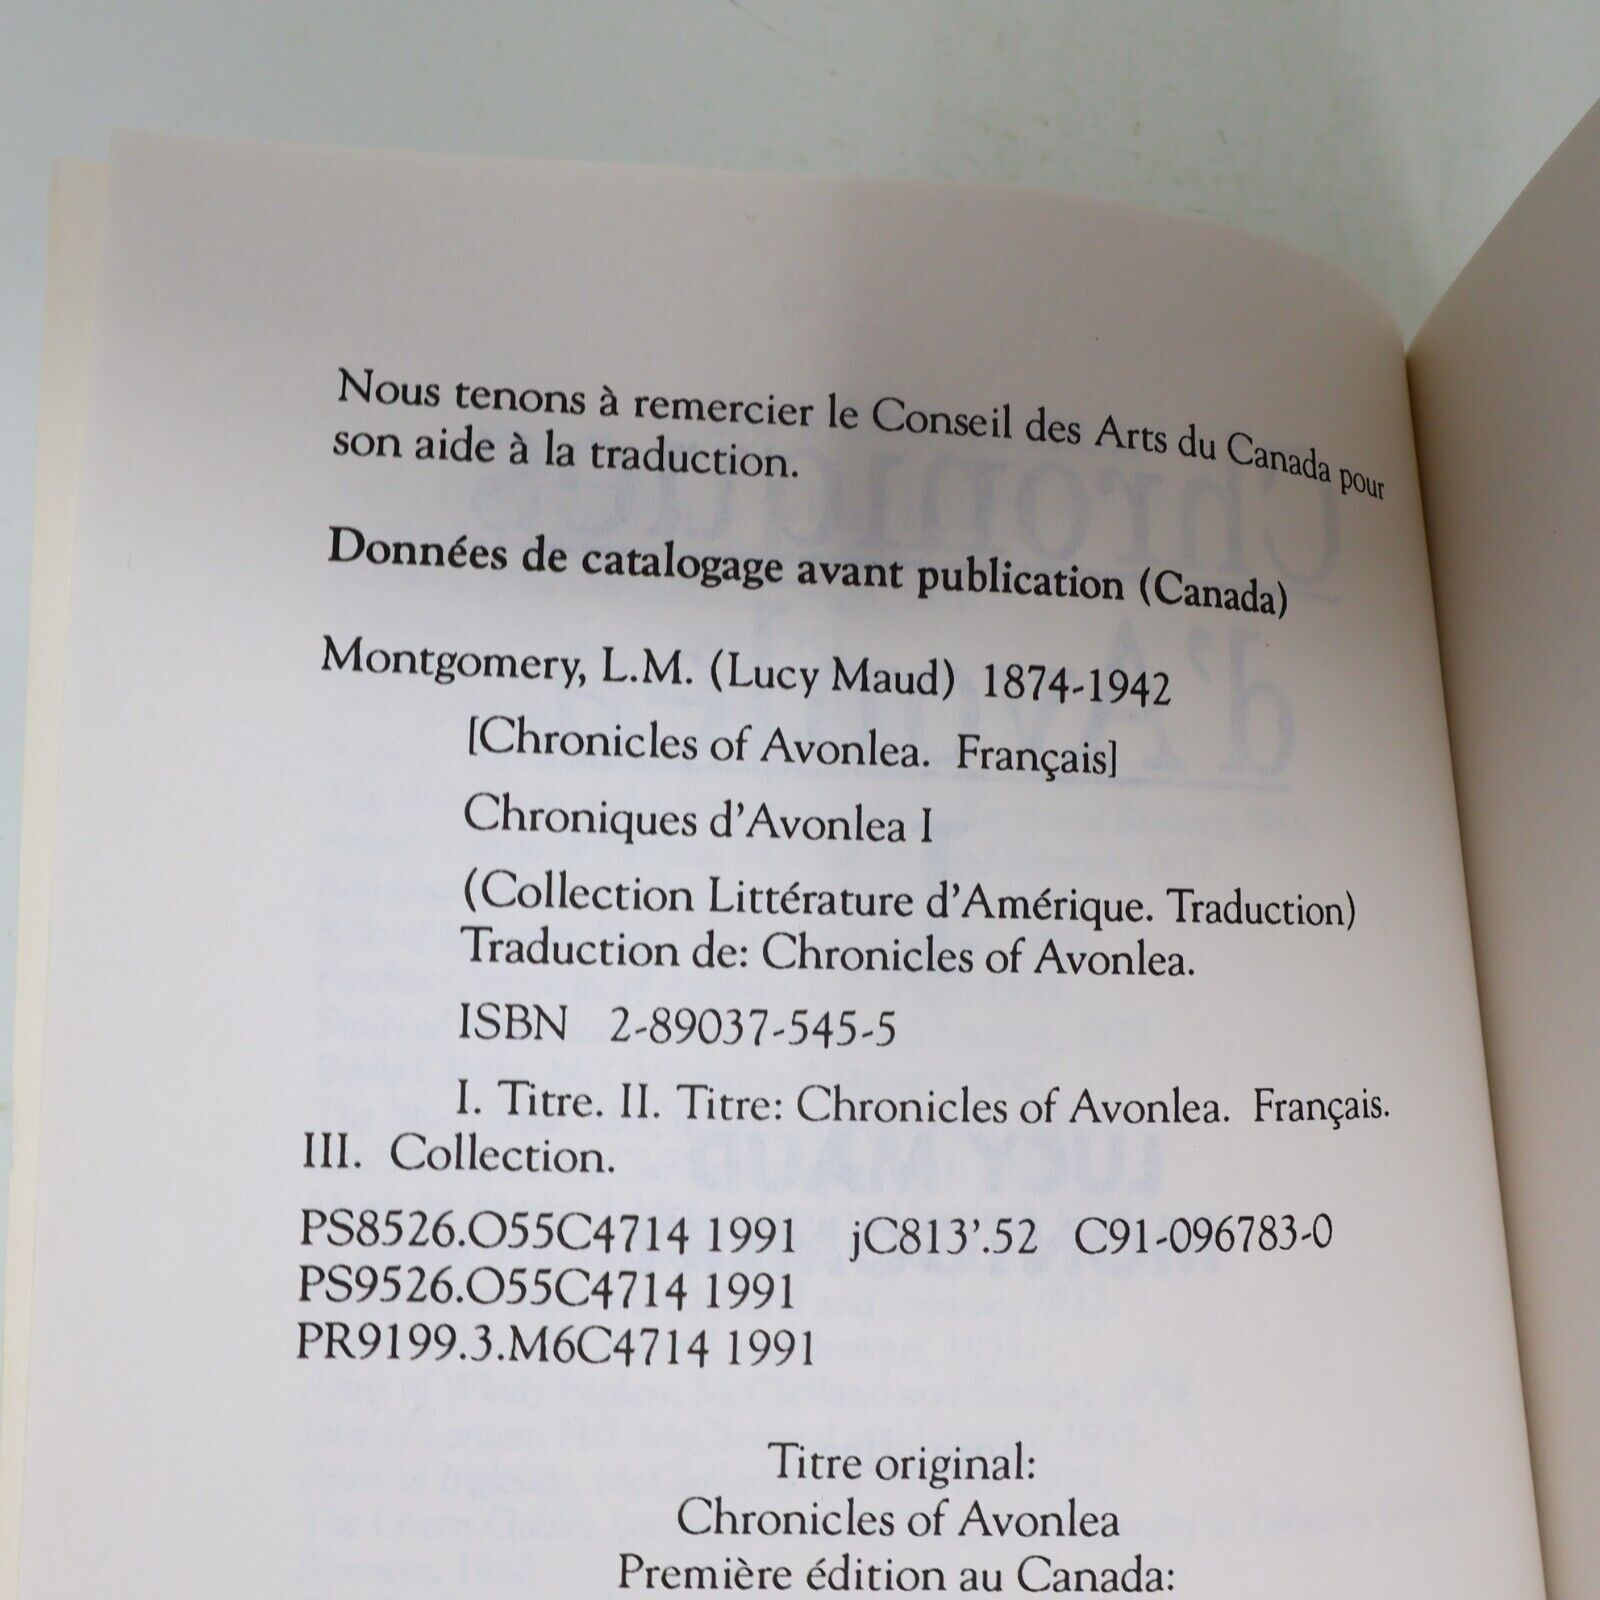 Nous tenons à remercier le Conseil des Arts du Canada pour
son aide à la traduction.
Données de catalogage avant publication (Canada)
Montgomery, L.M. (Lucy Maud) 1874-1942
[Chronicles of Avonlea. Français]
Chroniques d'Avonlea I
(Collection Littérature d'Amérique. Traduction)
Traduction de: Chronicles of Avonlea.
ISBN 2-89037-545-5
I. Titre. II. Titre: Chronicles of Avonlea. Français.
III. Collection.
PS8526.O55C4714 1991 jC813'.52 C91-096783-0
PS9526.O55C4714 1991
PR9199.3.M6C4714 1991
Titre original:
Chronicles of Avonlea
Première édition au Canada: